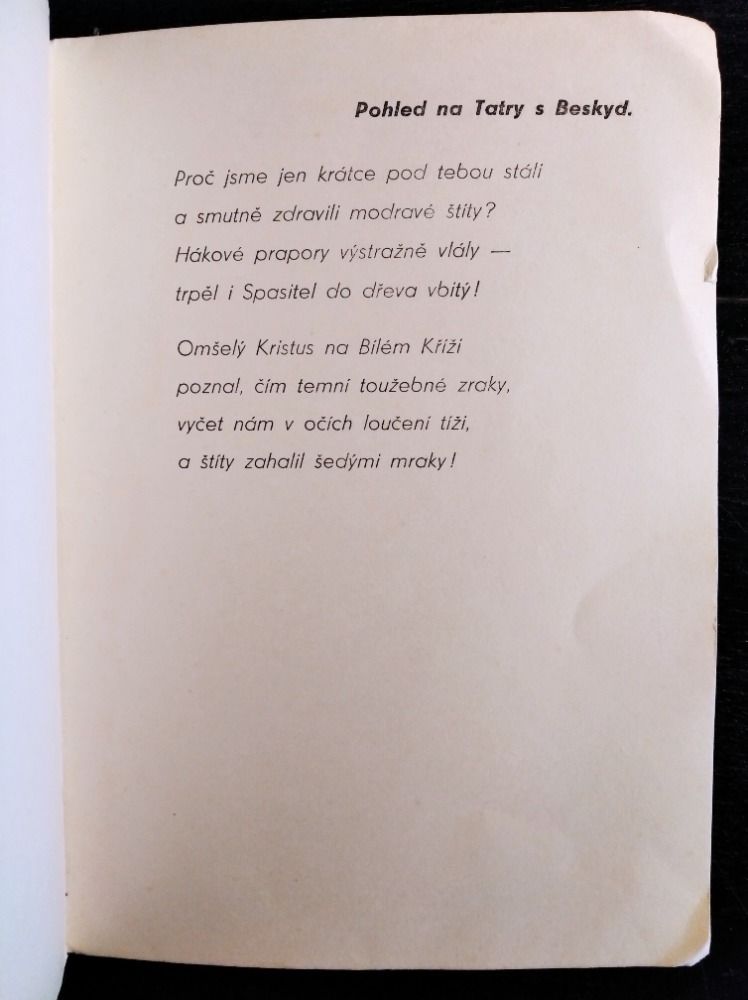 Pohled na Tatry s Beskyd.
Proč jsme jen krátce pod tebou stáli
a smutně zdravili modravé štíty?
Hákové prapory výstražně vlály —
trpěl i Spasitel do dřeva vbitý!
Omšelý Kristus na Bílém Kříži
poznal, čím temní toužebné zraky,
vyčet nám v očích loučení tíži,
a štíty zahalil šedými mraky!